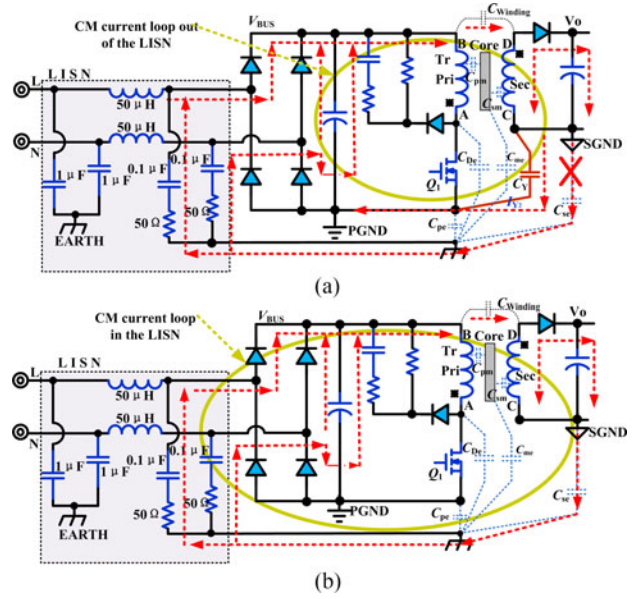 CM current loop out
of the LISN
VBUS
CWinding
Vo
B Core D
Tr
Cpm
Pri
Sec
Csm
A
C
L
LISN
50 μH
50 μH
N
0.1 μF
0.1 μF
1 μF
1 μF
50Ω
50Ω
EARTH
PGND
Q1
CDe
Cme
CY
Cpe
SGND
Cse
(a)
CM current loop
in the LISN
VBUS
CWinding
Vo
B Core D
Tr
Cpm
Pri
Sec
Csm
A
C
L
LISN
50 μH
50 μH
N
0.1 μF
0.1 μF
1 μF
1 μF
50Ω
50Ω
EARTH
PGND
Q1
CDe
Cme
Cpe
SGND
Cse
(b)